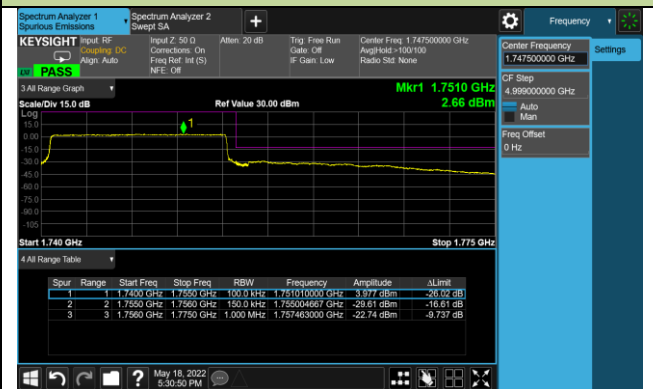 Spectrum Analyzer 1
Spurious Emissions
Spectrum Analyzer 2
Swept SA
Frequency
KEYSIGHT
Input: RF
Coupling: DC
Align: Auto
Input Z: 50 Ω
Corrections: On
Freq Ref: Int (S)
NFE: Off
Atten: 20 dB
Trig: Free Run
Gate: Off
IF Gain: Low
Center Freq: 1.747500000 GHz
Avg|Hold:>100/100
Radio Std: None
PASS
Center Frequency
1.747500000 GHz
Settings
CF Step
4.999000000 GHz
Auto
Man
Freq Offset
0 Hz
3 All Range Graph
Mkr1 1.7510 GHz
Scale/Div 15.0 dB
Ref Value 30.00 dBm
2.66 dBm
Log
15.0
0.00
-15.0
-30.0
-45.0
-60.0
-75.0
-90.0
-105
1
Start 1.740 GHz
Stop 1.775 GHz
4 All Range Table
Spur Range Start Freq Stop Freq RBW Frequency Amplitude ΔLimit
1 1 1.7400 GHz 1.7550 GHz 100.0 kHz 1.751010000 GHz 3.977 dBm -26.02 dB
2 2 1.7550 GHz 1.7560 GHz 150.0 kHz 1.755004667 GHz -29.61 dBm -16.61 dB
3 3 1.7560 GHz 1.7750 GHz 1.000 MHz 1.757463000 GHz -22.74 dBm -9.737 dB
?
May 18, 2022
5:30:50 PM